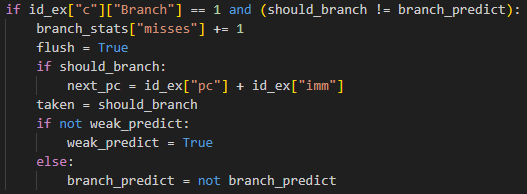 if id_ex["c"]["Branch"] == 1 and (should_branch != branch_predict):
    branch_stats["misses"] += 1
    flush = True
    if should_branch:
        next_pc = id_ex["pc"] + id_ex["imm"]
    taken = should_branch
    if not weak_predict:
        weak_predict = True
    else:
        branch_predict = not branch_predict